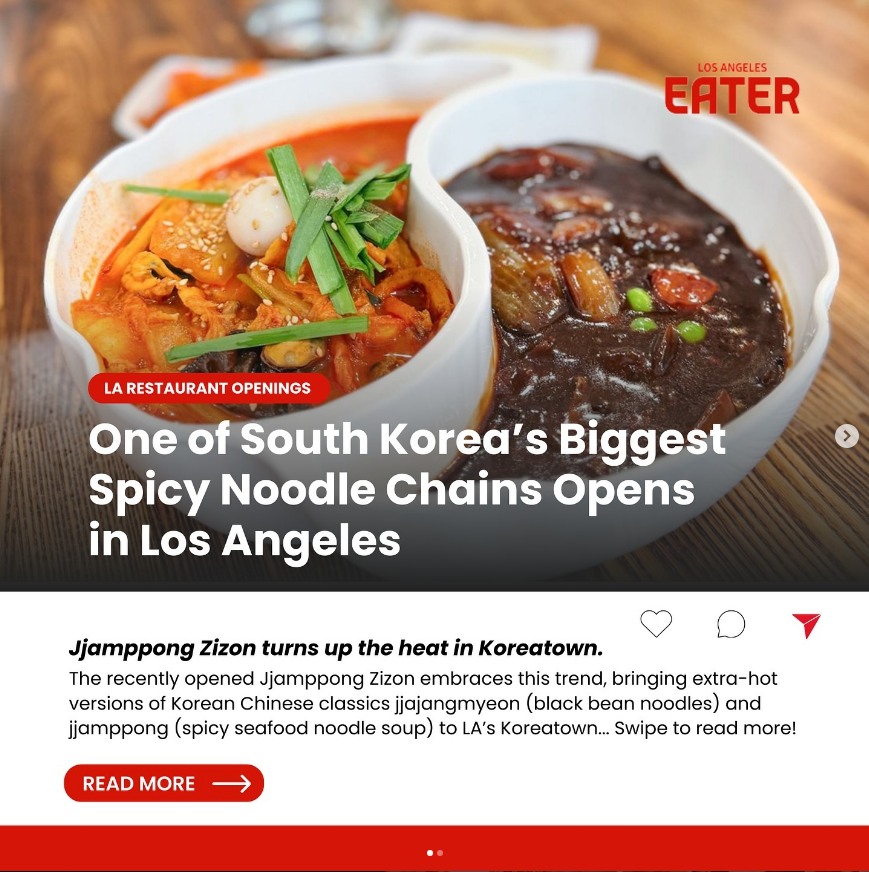 LOS ANGELES
EATER
LA RESTAURANT OPENINGS
One of South Korea's Biggest
Spicy Noodle Chains Opens
in Los Angeles
Jjamppong Zizon turns up the heat in Koreatown.
The recently opened Jjamppong Zizon embraces this trend, bringing extra-hot
versions of Korean Chinese classics jjajangmyeon (black bean noodles) and
jjamppong (spicy seafood noodle soup) to LA's Koreatown... Swipe to read more!
READ MORE